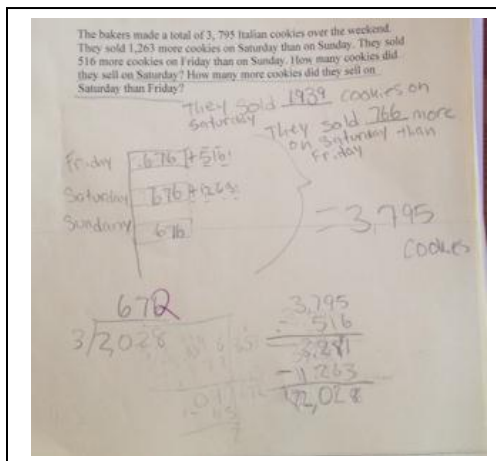 The bakers made a total of 3, 795 Italian cookies over the weekend.
They sold 1,263 more cookies on Saturday than on Sunday. They sold
516 more cookies on Friday than on Sunday. How many cookies did
they sell on Saturday? How many more cookies did they sell on
Saturday than Friday?
They sold 1939 cookies on
Saturday
They sold 766 more
on Saturday than
Friday
Friday 676 +516
Saturday 676 +1263
Sunday 676
=3,795
cookies
3/2,028
3,795
- 516
- 1263
2,028